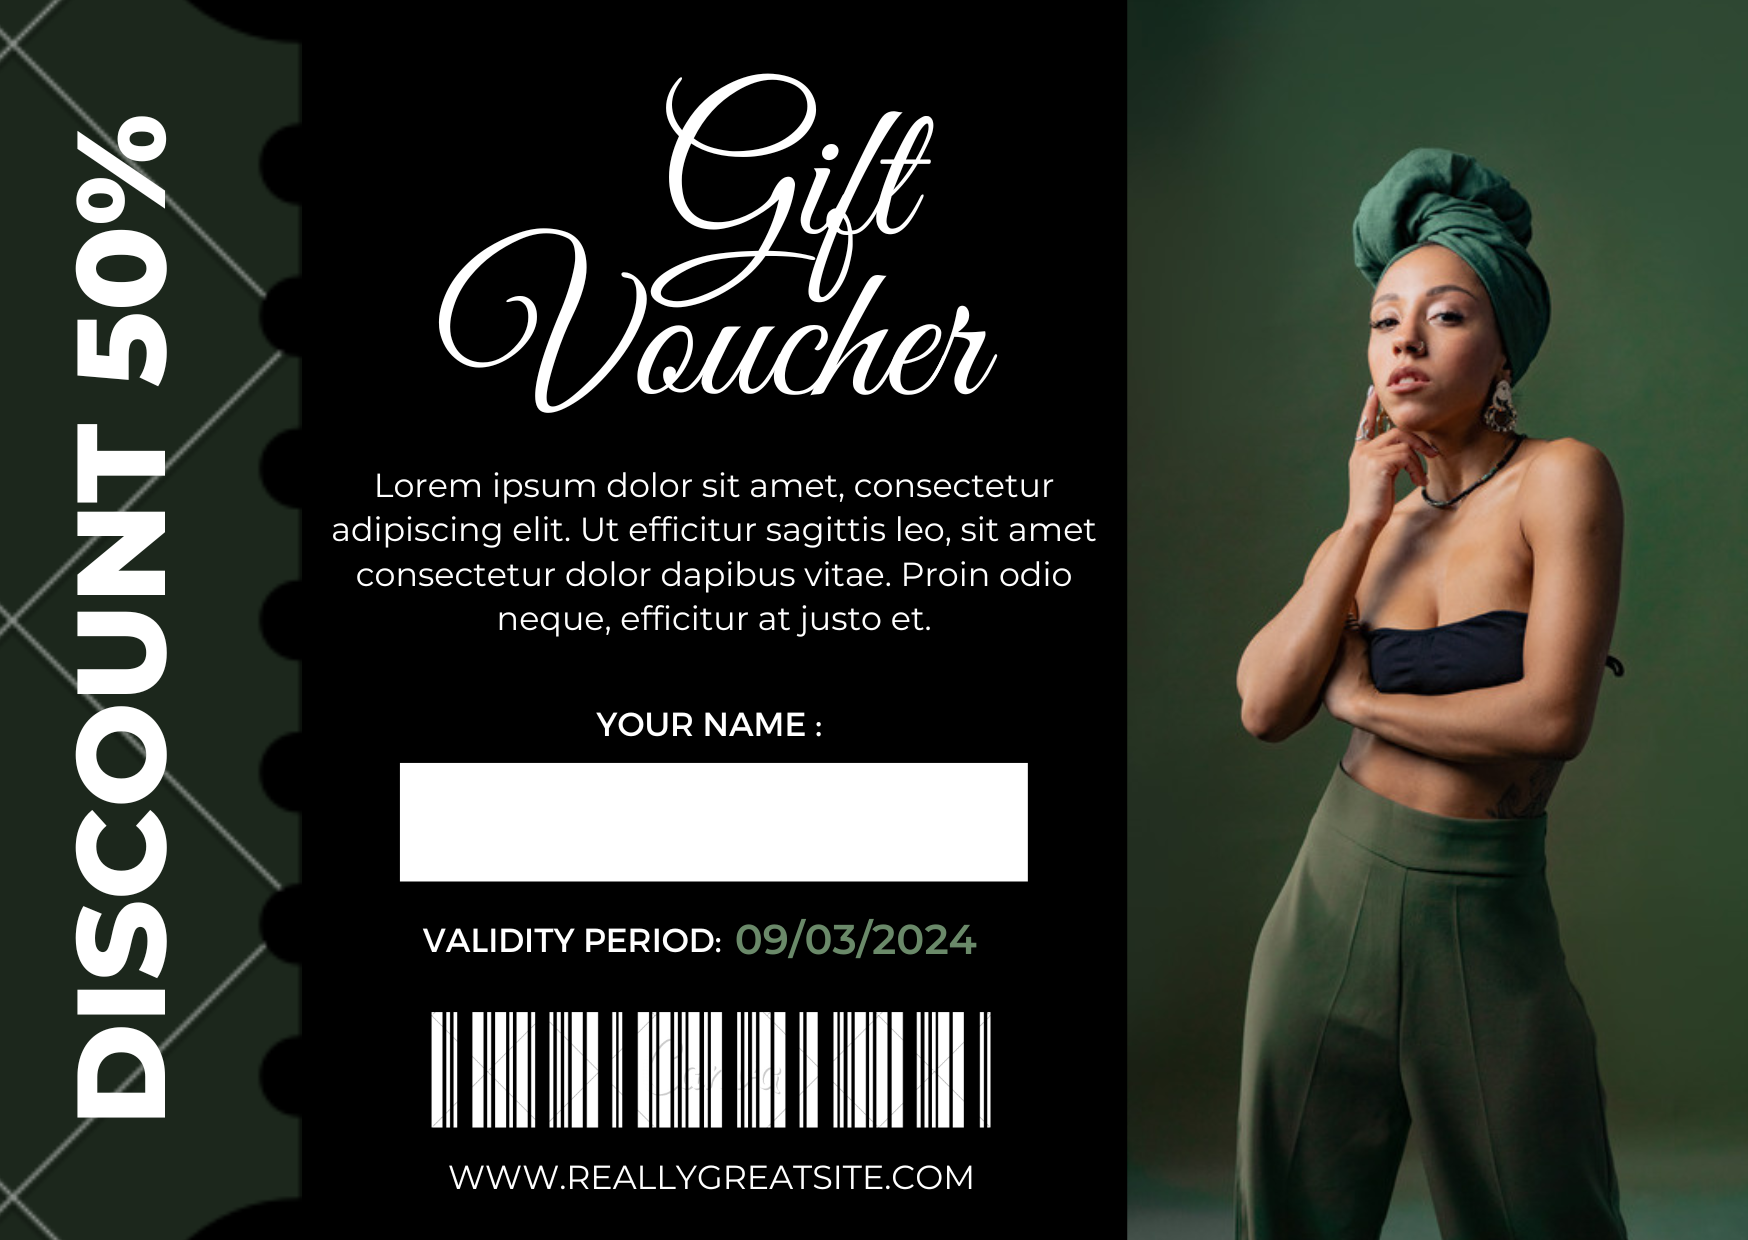 DISCOUNT 50%
Gift
Voucher
Lorem ipsum dolor sit amet, consectetur
adipiscing elit. Ut efficitur sagittis leo, sit amet
consectetur dolor dapibus vitae. Proin odio
neque, efficitur at justo et.
YOUR NAME :
VALIDITY PERIOD: 09/03/2024
Canva
WWW.REALLYGREATSITE.COM